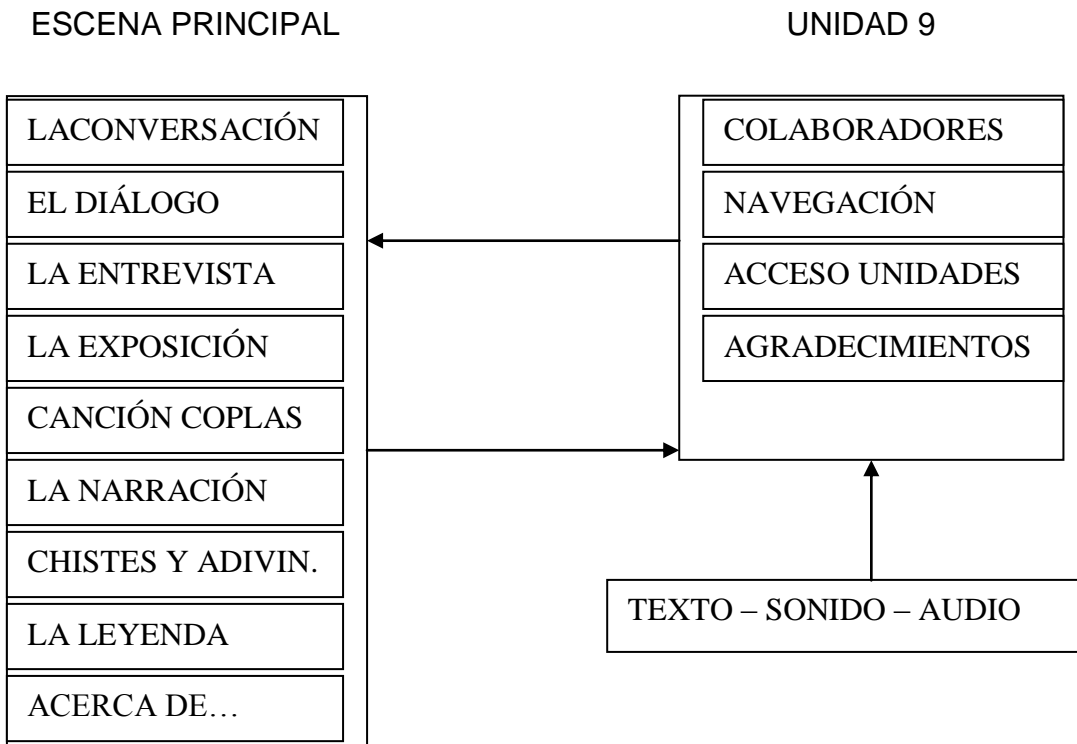 ESCENA PRINCIPAL
LACONVERSACIÓN
EL DIÁLOGO
LA ENTREVISTA
LA EXPOSICIÓN
CANCIÓN COPLAS
LA NARRACIÓN
CHISTES Y ADIVIN.
LA LEYENDA
ACERCA DE…
UNIDAD 9
COLABORADORES
NAVEGACIÓN
ACCESO UNIDADES
AGRADECIMIENTOS
TEXTO – SONIDO – AUDIO